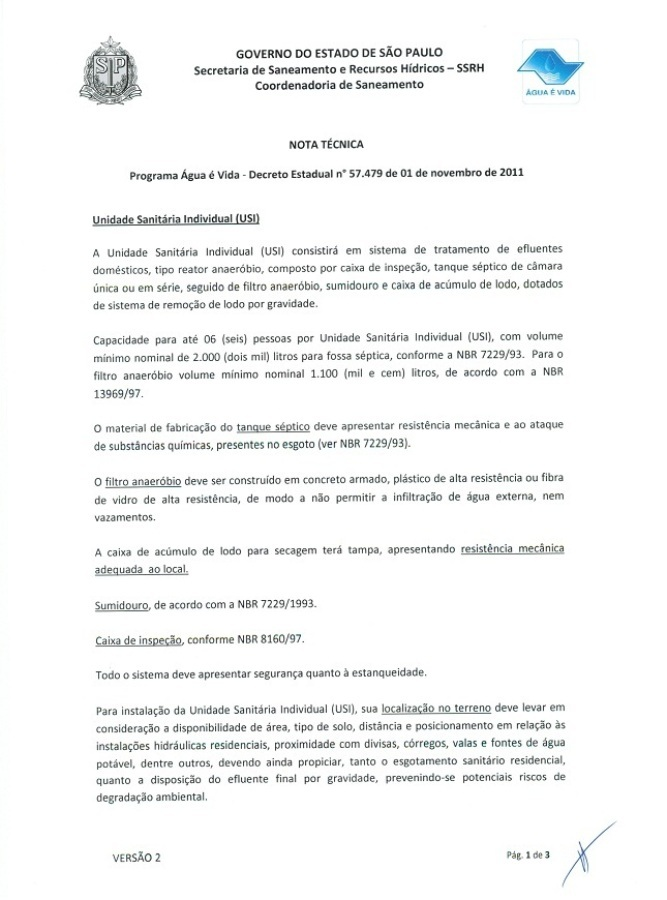 SP
GOVERNO DO ESTADO DE SÃO PAULO
Secretaria de Saneamento e Recursos Hídricos – SSRH
Coordenadoria de Saneamento
ÁGUA É VIDA
NOTA TÉCNICA
Programa Água é Vida - Decreto Estadual n° 57.479 de 01 de novembro de 2011
Unidade Sanitária Individual (USI)
A Unidade Sanitária Individual (USI) consistirá em sistema de tratamento de efluentes
domésticos, tipo reator anaeróbio, composto por caixa de inspeção, tanque séptico de câmara
única ou em série, seguido de filtro anaeróbio, sumidouro e caixa de acúmulo de lodo, dotados
de sistema de remoção de lodo por gravidade.
Capacidade para até 06 (seis) pessoas por Unidade Sanitária Individual (USI), com volume
mínimo nominal de 2.000 (dois mil) litros para fossa séptica, conforme a NBR 7229/93. Para o
filtro anaeróbio volume mínimo nominal 1.100 (mil e cem) litros, de acordo com a NBR
13969/97.
O material de fabricação do tanque séptico deve apresentar resistência mecânica e ao ataque
de substâncias químicas, presentes no esgoto (ver NBR 7229/93).
O filtro anaeróbio deve ser construído em concreto armado, plástico de alta resistência ou fibra
de vidro de alta resistência, de modo a não permitir a infiltração de água externa, nem
vazamentos.
A caixa de acúmulo de lodo para secagem terá tampa, apresentando resistência mecânica
adequada ao local.
Sumidouro, de acordo com a NBR 7229/1993.
Caixa de inspeção, conforme NBR 8160/97.
Todo o sistema deve apresentar segurança quanto à estanqueidade.
Para instalação da Unidade Sanitária Individual (USI), sua localização no terreno deve levar em
consideração a disponibilidade de área, tipo de solo, distância e posicionamento em relação às
instalações hidráulicas residenciais, proximidade com divisas, córregos, valas e fontes de água
potável, dentre outros, devendo ainda propiciar, tanto o esgotamento sanitário residencial,
quanto a disposição do efluente final por gravidade, prevenindo-se potenciais riscos de
degradação ambiental.
VERSÃO 2
Pág. 1 de 3